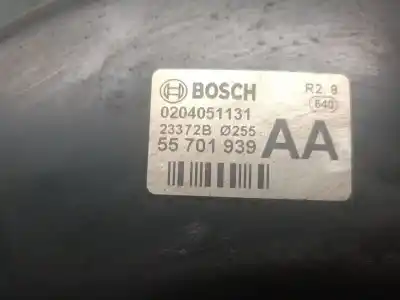 BOSCH R2 8
0204051131 640
23372B Ø255
55 701 939 AA